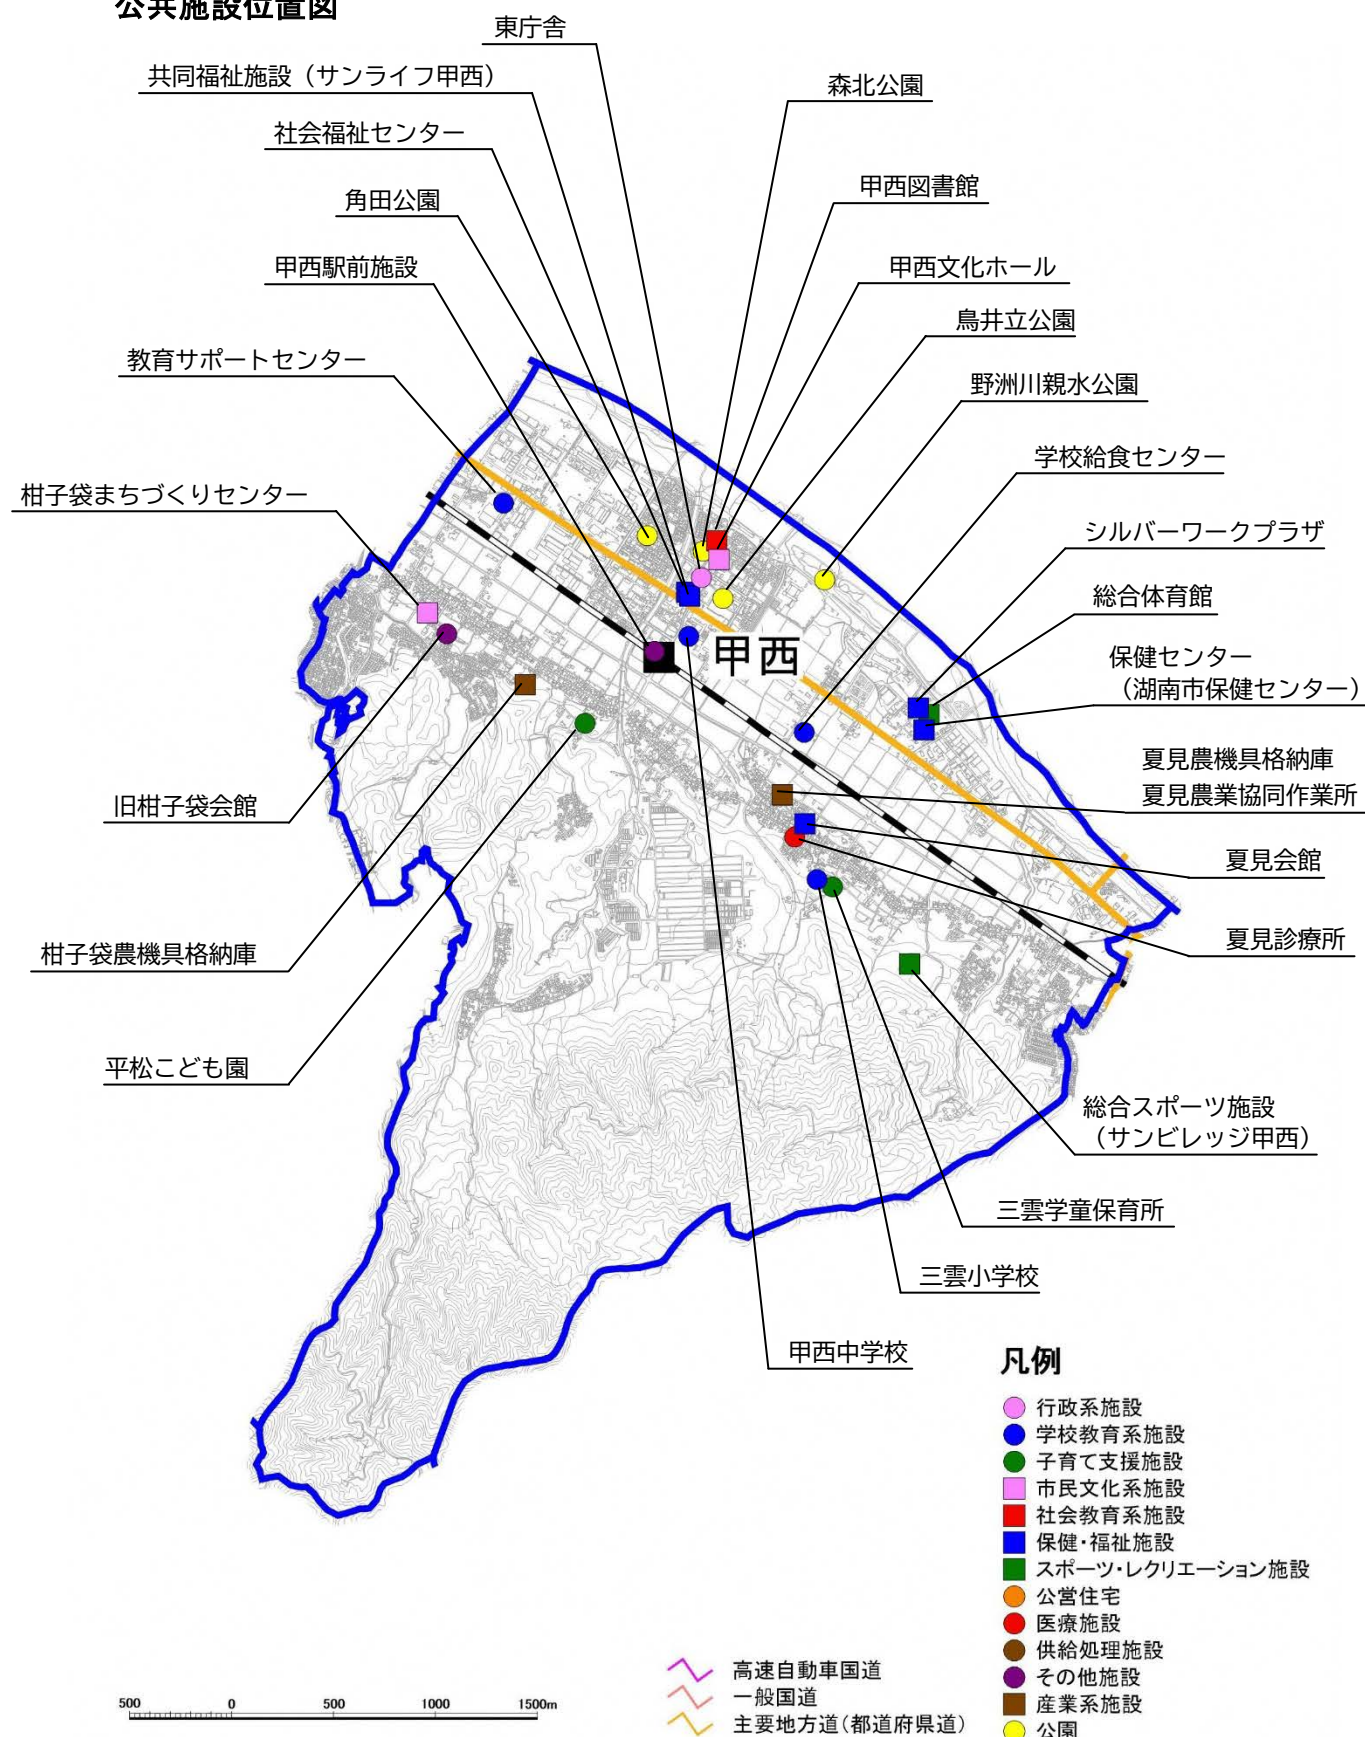 公共施設位置図
東庁舎
共同福祉施設（サンライフ甲西）
森北公園
社会福祉センター
甲西図書館
角田公園
甲西駅前施設
甲西文化ホール
鳥井立公園
教育サポートセンター
野洲川親水公園
学校給食センター
柑子袋まちづくりセンター
シルバーワークプラザ
総合体育館
甲西
保健センター
（湖南市保健センター）
夏見農機具格納庫
夏見農業協同作業所
旧柑子袋会館
夏見会館
夏見診療所
柑子袋農機具格納庫
平松こども園
総合スポーツ施設
（サンビレッジ甲西）
三雲学童保育所
三雲小学校
甲西中学校
凡例
行政系施設
学校教育系施設
子育て支援施設
市民文化系施設
社会教育系施設
保健・福祉施設
スポーツ・レクリエーション施設
公営住宅
医療施設
供給処理施設
その他施設
産業系施設
公園
高速自動車国道
一般国道
主要地方道（都道府県道）
500 0 500 1000 1500m